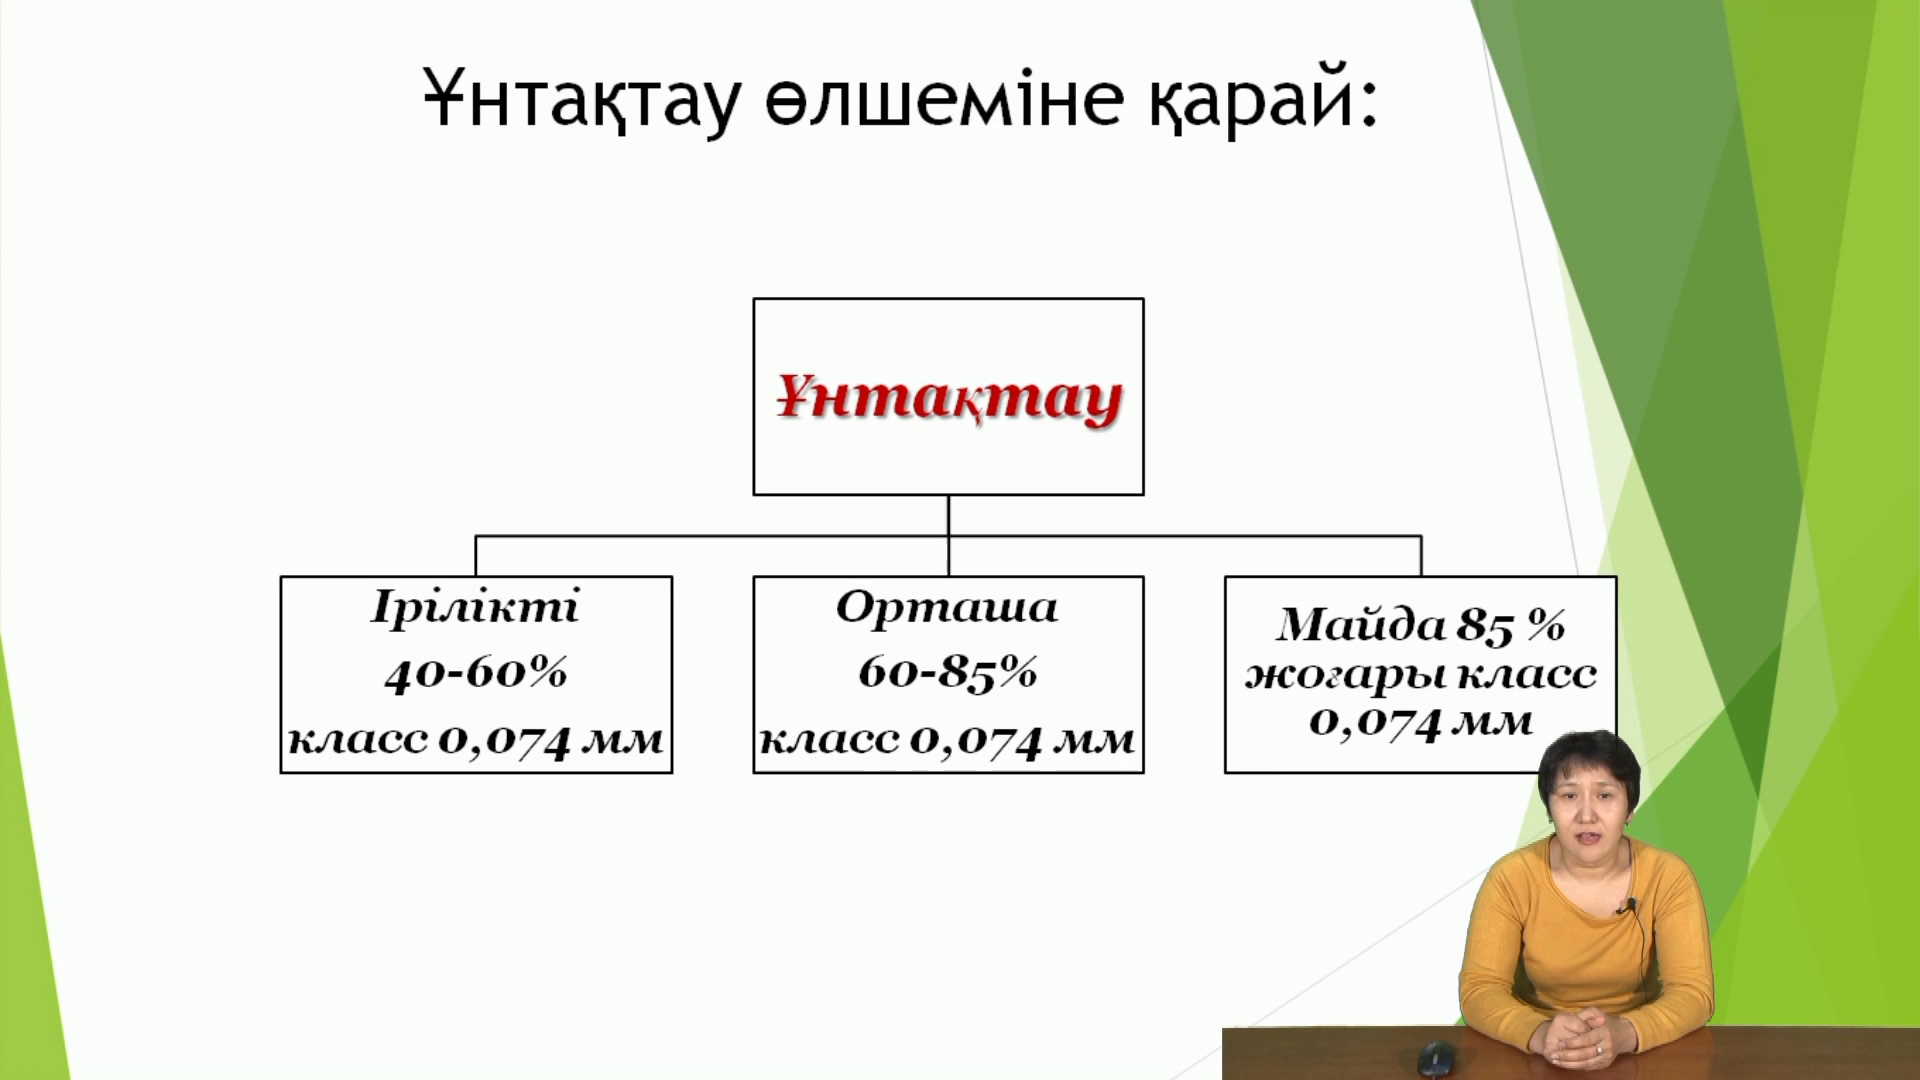 Ұнтақтау өлшеміне қарай:
Ұнтақтау
Ірілікті
40-60%
класс 0,074 мм
Орташа
60-85%
класс 0,074 мм
Майда 85 %
жоғары класс
0,074 мм